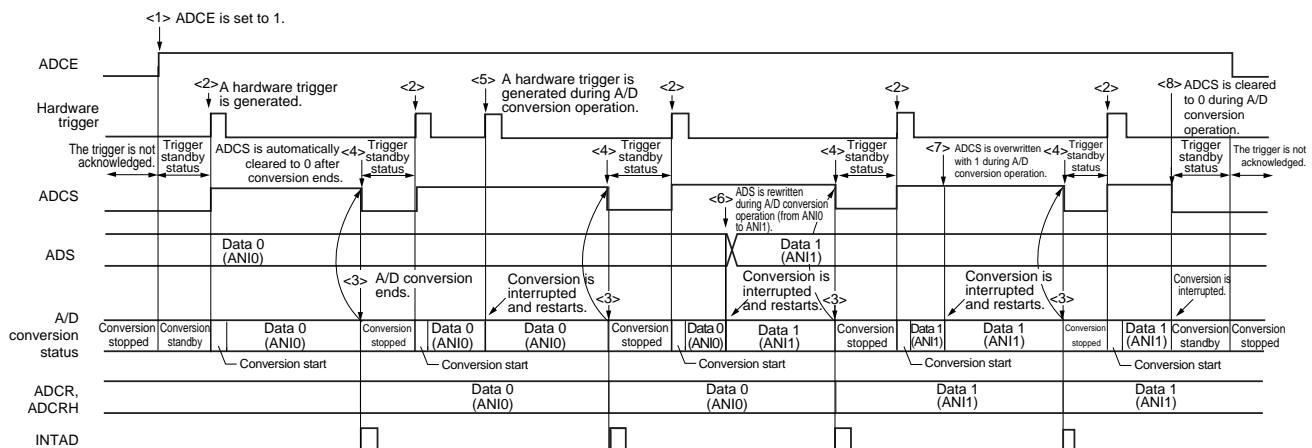 <1> ADCE is set to 1.
ADCE
<2> A hardware trigger
is generated.
<2>
<5> A hardware trigger is
generated during A/D
conversion operation.
<2>
<2>
<2>
<8> ADCS is cleared
to 0 during A/D
conversion
operation.
Hardware
trigger
The trigger is not
acknowledged.
Trigger
standby
status
ADCS is automatically
cleared to 0 after
conversion ends.
<4>
Trigger
standby
status
<4>
Trigger
standby
status
<4>
Trigger
standby
status
<7> ADCS is overwritten
with 1 during A/D
conversion operation.
<4>
Trigger
standby
status
Trigger
standby
status
The trigger is not
acknowledged.
ADCS
<6>
ADS is rewritten
during A/D conversion
operation (from ANI0
to ANI1).
ADS
Data 0
(ANI0)
Data 1
(ANI1)
<3>
A/D conversion
ends.
Conversion is
interrupted
and restarts.
<3>
Conversion is
interrupted
and restarts.
<3>
Conversion is
interrupted
and restarts.
<3>
Conversion is
interrupted.
A/D
conversion
status
Conversion
stopped
Conversion
standby
Data 0
(ANI0)
Conversion
stopped
Data 0
(ANI0)
Data 0
(ANI0)
Conversion
stopped
Data 0
(ANI0)
Data 1
(ANI1)
Conversion
stopped
Data 1
(ANI1)
Data 1
(ANI1)
Conversion
stopped
Data 1
(ANI1)
Conversion
standby
Conversion
stopped
Conversion start
Conversion start
Conversion start
Conversion start
Conversion start
ADCR,
ADCRH
Data 0
(ANI0)
Data 0
(ANI0)
Data 1
(ANI1)
Data 1
(ANI1)
INTAD